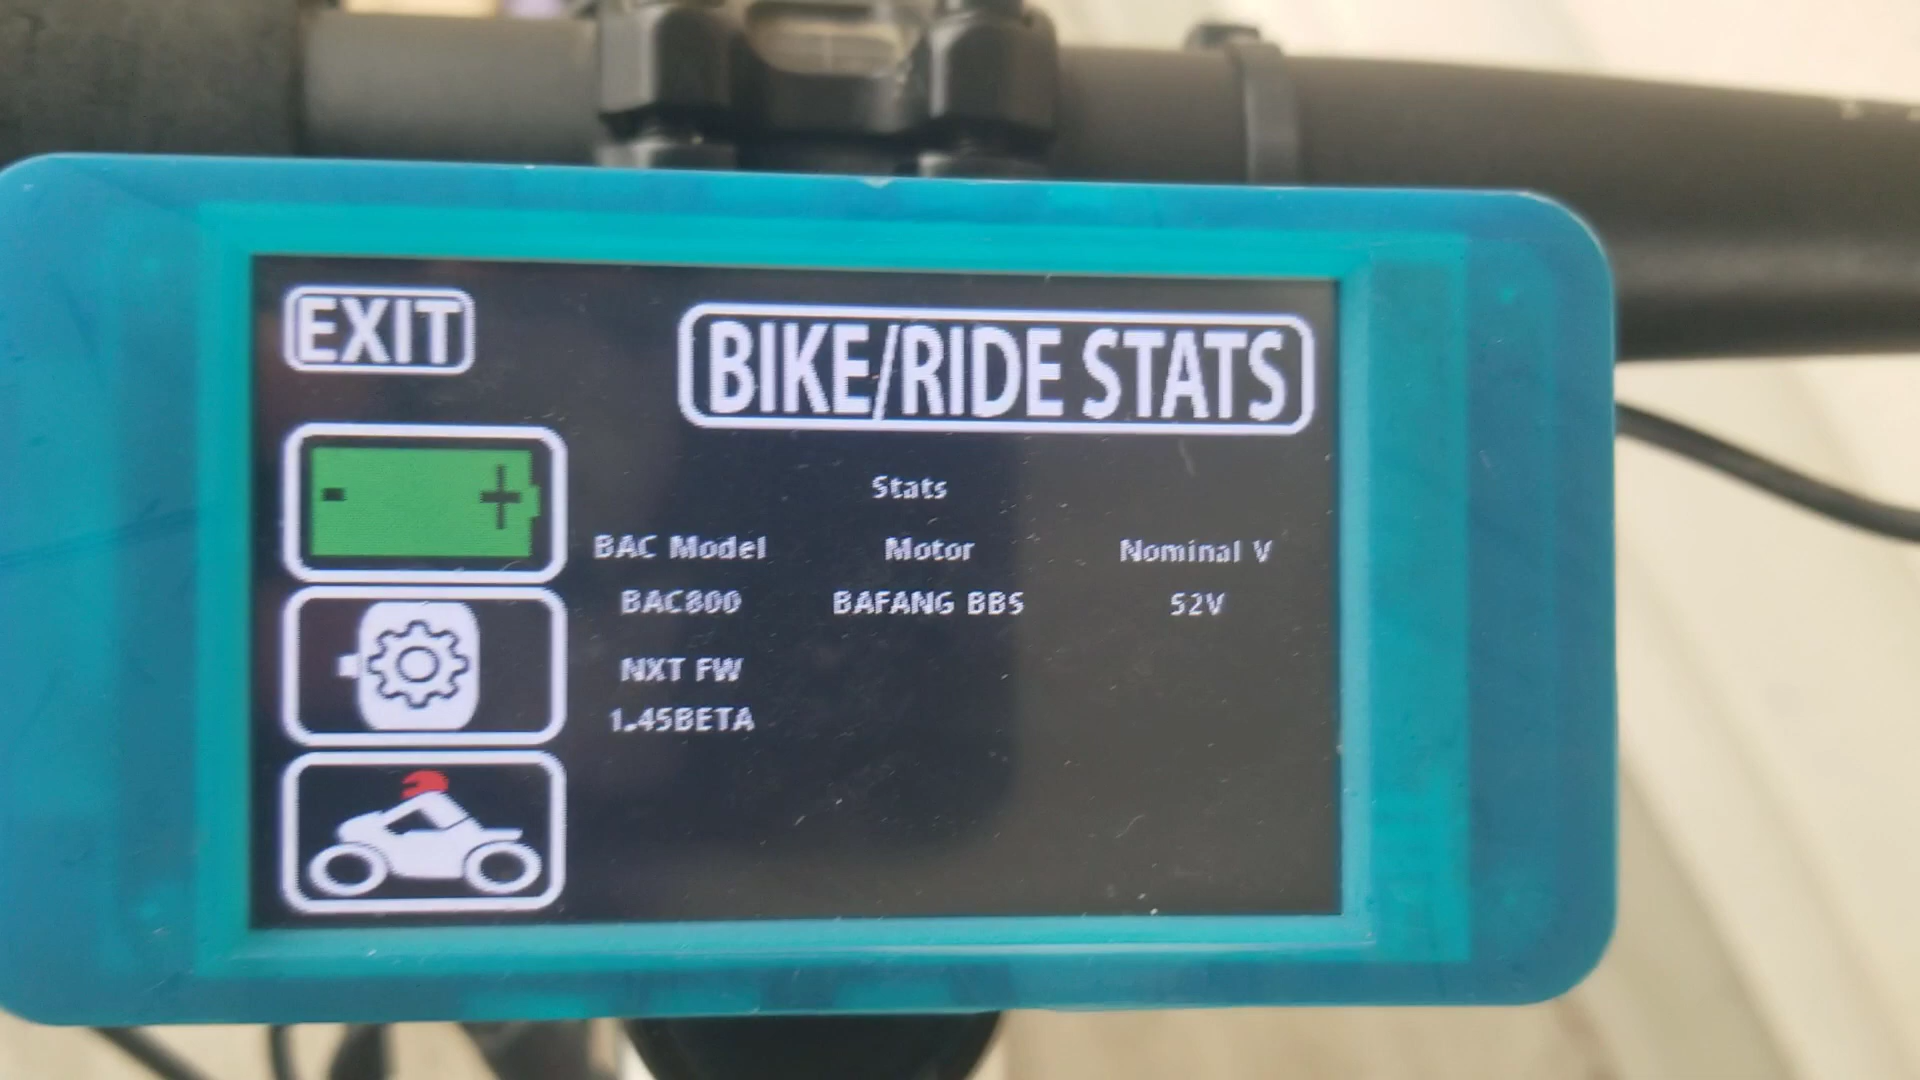 EXIT
BIKE/RIDE STATS
Stats
BAC Model Motor Nominal V
BAC800 BAFANG BBS 52V
NXT FW
1.45BETA